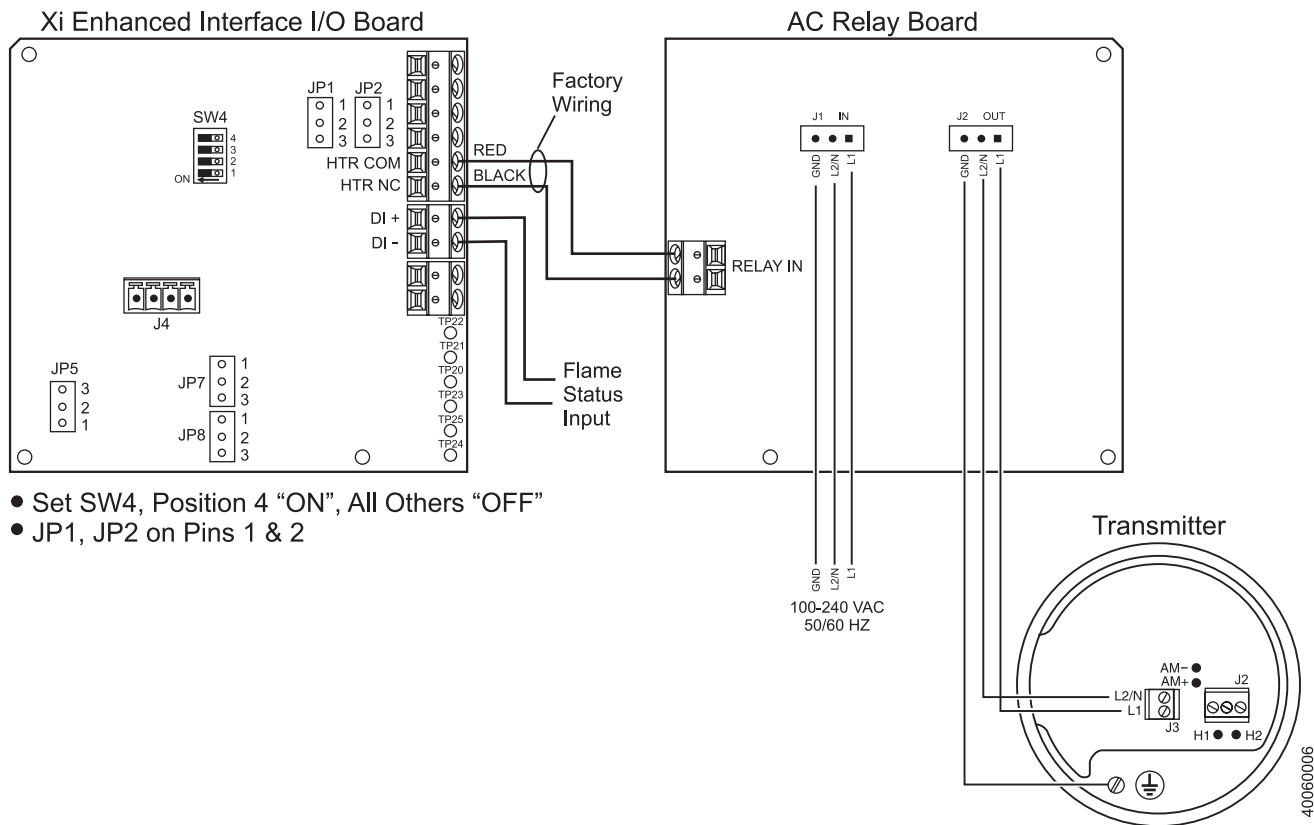 Xi Enhanced Interface I/O Board
AC Relay Board
JP1
1
2
3
JP2
1
2
3
SW4
4
3
2
1
ON
Factory
Wiring
HTR COM
RED
HTR NC
BLACK
DI +
DI -
J4
TP22
TP21
TP20
TP23
TP25
TP24
JP5
3
2
1
JP7
1
2
3
JP8
1
2
3
Flame
Status
Input
J1 IN
GND
L2/N
L1
J2 OUT
GND
L2/N
L1
RELAY IN
GND
L2/N
L1
100-240 VAC
50/60 HZ
● Set SW4, Position 4 “ON”, All Others “OFF”
● JP1, JP2 on Pins 1 & 2
Transmitter
AM−
AM+
J2
L2/N
L1
J3
H1
H2
40060006